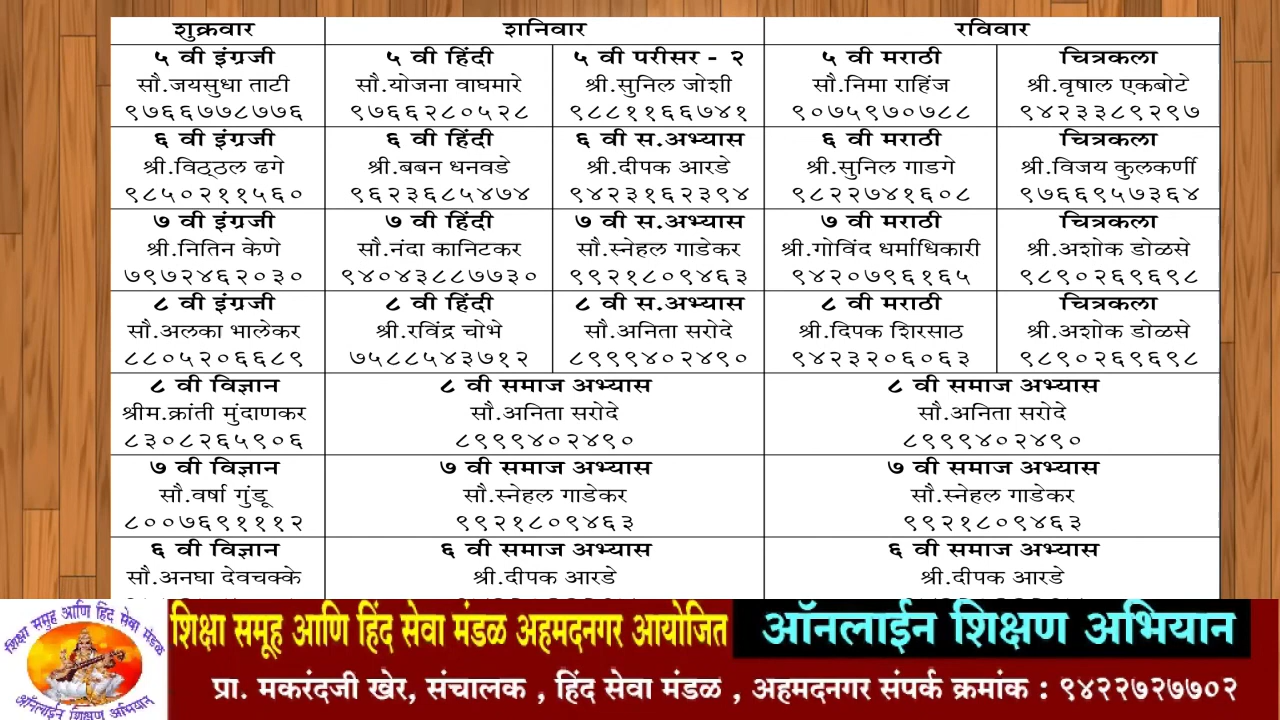 शुक्रवार शनिवार रविवार
५ वी इंग्रजी ५ वी हिंदी ५ वी परीसर - २ ५ वी मराठी चित्रकला
सौ.जयसुधा ताटी सौ.योजना वाघमारे श्री.सुनिल जोशी सौ.निमा राहिंज श्री.वृषाल एकबोटे
९७६६७७८७७६ ९७६६२८०५२८ ९८८११६६७४१ ९०७५९७०७८८ ९४२३३८९२९७
६ वी इंग्रजी ६ वी हिंदी ६ वी स.अभ्यास ६ वी मराठी चित्रकला
श्री.विठ्ठल ढगे श्री.बबन धनवडे श्री.दीपक आरडे श्री.सुनिल गाडगे श्री.विजय कुलकर्णी
९८५०२११५६० ९६२३६८५४७४ ९४२३१६२३९४ ९८२२७४१६०८ ९७६६९५७३६४
७ वी इंग्रजी ७ वी हिंदी ७ वी स.अभ्यास ७ वी मराठी चित्रकला
श्री.नितिन केणे सौ.नंदा कानिटकर सौ.स्नेहल गाडेकर श्री.गोविंद धर्माधिकारी श्री.अशोक डोळसे
७९७२४६२०३० ९४०४३८८७७३० ९९२१८०९४६३ ९४२०७९६१६५ ९८९०२६९६९८
८ वी इंग्रजी ८ वी हिंदी ८ वी स.अभ्यास ८ वी मराठी चित्रकला
सौ.अलका भालेकर श्री.रविंद्र चोभे सौ.अनिता सरोदे श्री.दिपक शिरसाठ श्री.अशोक डोळसे
८८०५२०६६८९ ७५८८५४३७१२ ८९९९४०२४९० ९४२३२०६०६३ ९८९०२६९६९८
८ वी विज्ञान ८ वी समाज अभ्यास ८ वी समाज अभ्यास
श्रीम.क्रांती मुंदाणकर सौ.अनिता सरोदे सौ.अनिता सरोदे
८३०८२६५९०६ ८९९९४०२४९० ८९९९४०२४९०
७ वी विज्ञान ७ वी समाज अभ्यास ७ वी समाज अभ्यास
सौ.वर्षा गुंडू सौ.स्नेहल गाडेकर सौ.स्नेहल गाडेकर
८००७६९१११२ ९९२१८०९४६३ ९९२१८०९४६३
६ वी विज्ञान ६ वी समाज अभ्यास ६ वी समाज अभ्यास
सौ.अनघा देवचक्के श्री.दीपक आरडे श्री.दीपक आरडे
शिक्षा समुह आणि हिंद सेवा मंडळ
ऑनलाईन शिक्षण अभियान
शिक्षा समूह आणि हिंद सेवा मंडळ अहमदनगर आयोजित ऑनलाईन शिक्षण अभियान
प्रा. मकरंदजी खेर, संचालक , हिंद सेवा मंडळ , अहमदनगर संपर्क क्रमांक : ९४२२७२७७०२